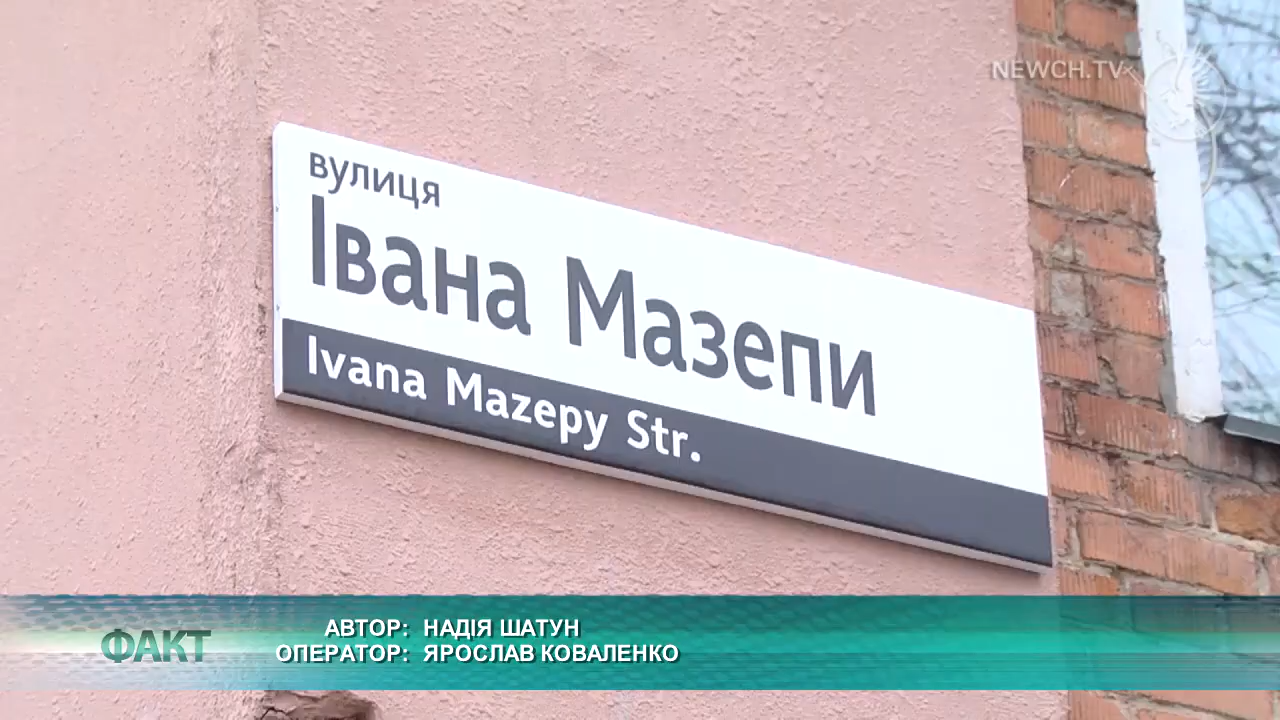 NEWCH.TV
вулиця
Івана Мазепи
Ivana Mazepy Str.
ФАКТ
АВТОР: НАДІЯ ШАТУН
ОПЕРАТОР: ЯРОСЛАВ КОВАЛЕНКО